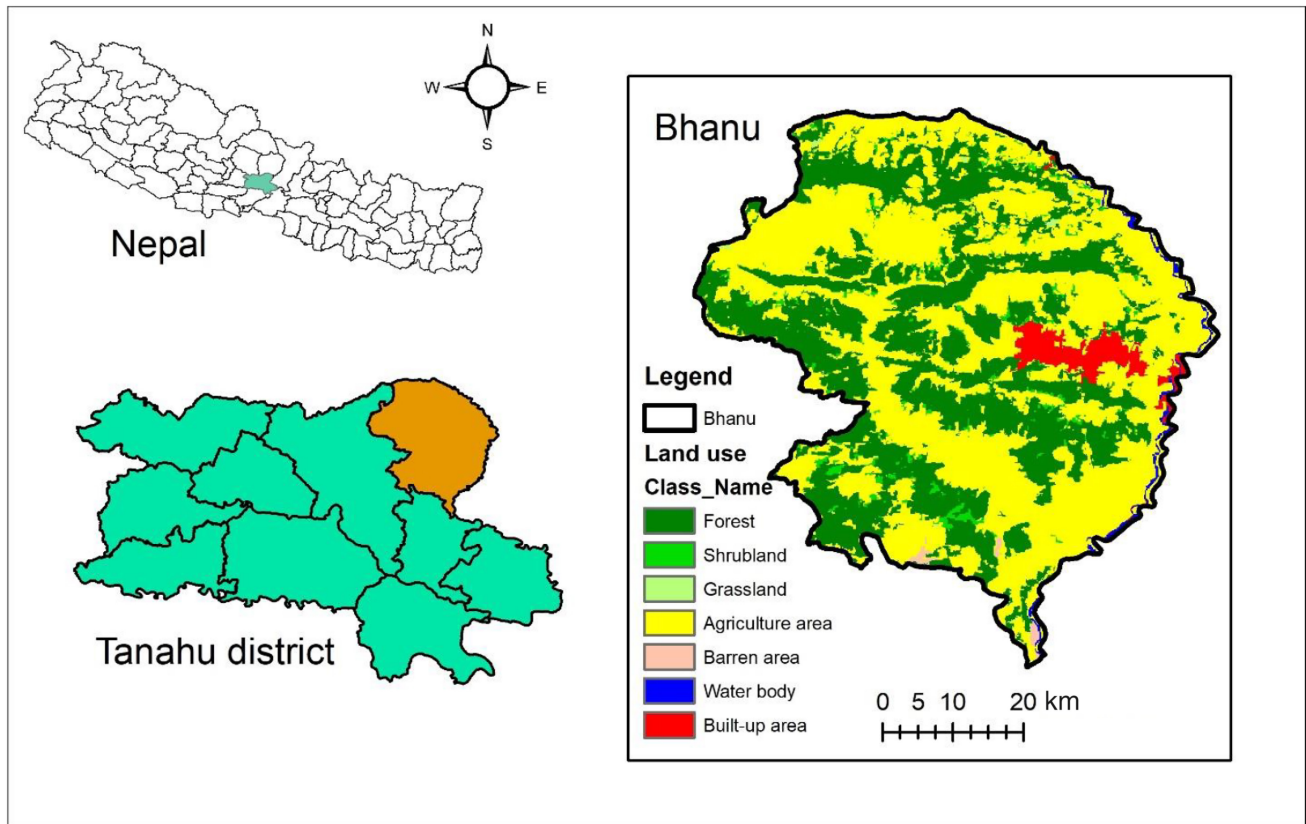 N
W E
S
Nepal
Tanahu district
Bhanu
Legend
Bhanu
Land use
Class_Name
Forest
Shrubland
Grassland
Agriculture area
Barren area
Water body
Built-up area
0 5 10 20 km